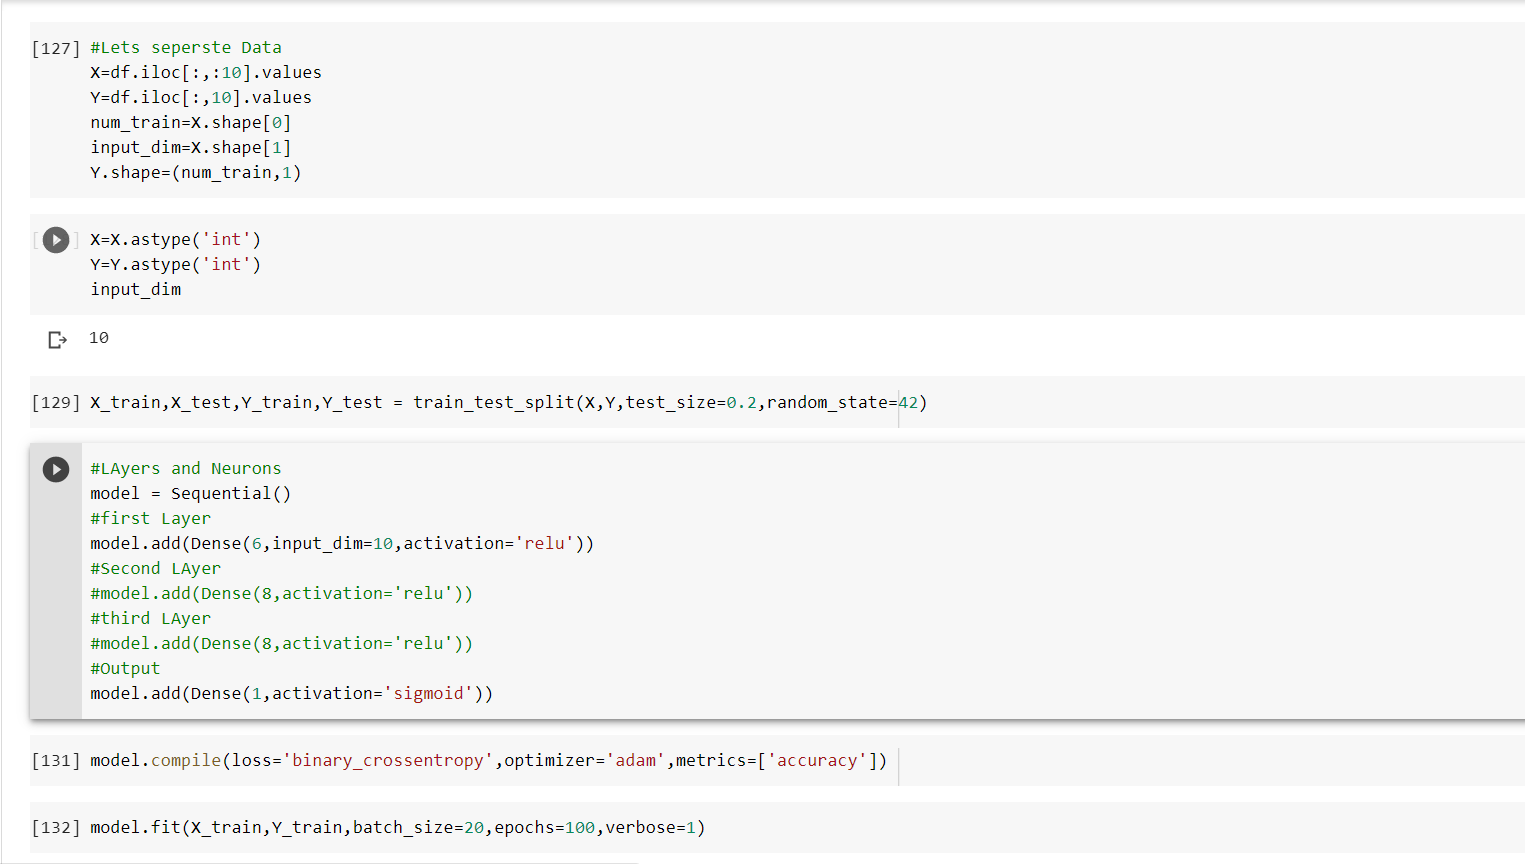 [127] #Lets seperste Data
X=df.iloc[:,:10].values
Y=df.iloc[:,10].values
num_train=X.shape[0]
input_dim=X.shape[1]
Y.shape=(num_train,1)
[ ] X=X.astype('int')
Y=Y.astype('int')
input_dim
10
[129] X_train,X_test,Y_train,Y_test = train_test_split(X,Y,test_size=0.2,random_state=42)
#LAyers and Neurons
model = Sequential()
#first Layer
model.add(Dense(6,input_dim=10,activation='relu'))
#Second LAyer
#model.add(Dense(8,activation='relu'))
#third LAyer
#model.add(Dense(8,activation='relu'))
#Output
model.add(Dense(1,activation='sigmoid'))
[131] model.compile(loss='binary_crossentropy',optimizer='adam',metrics=['accuracy'])
[132] model.fit(X_train,Y_train,batch_size=20,epochs=100,verbose=1)